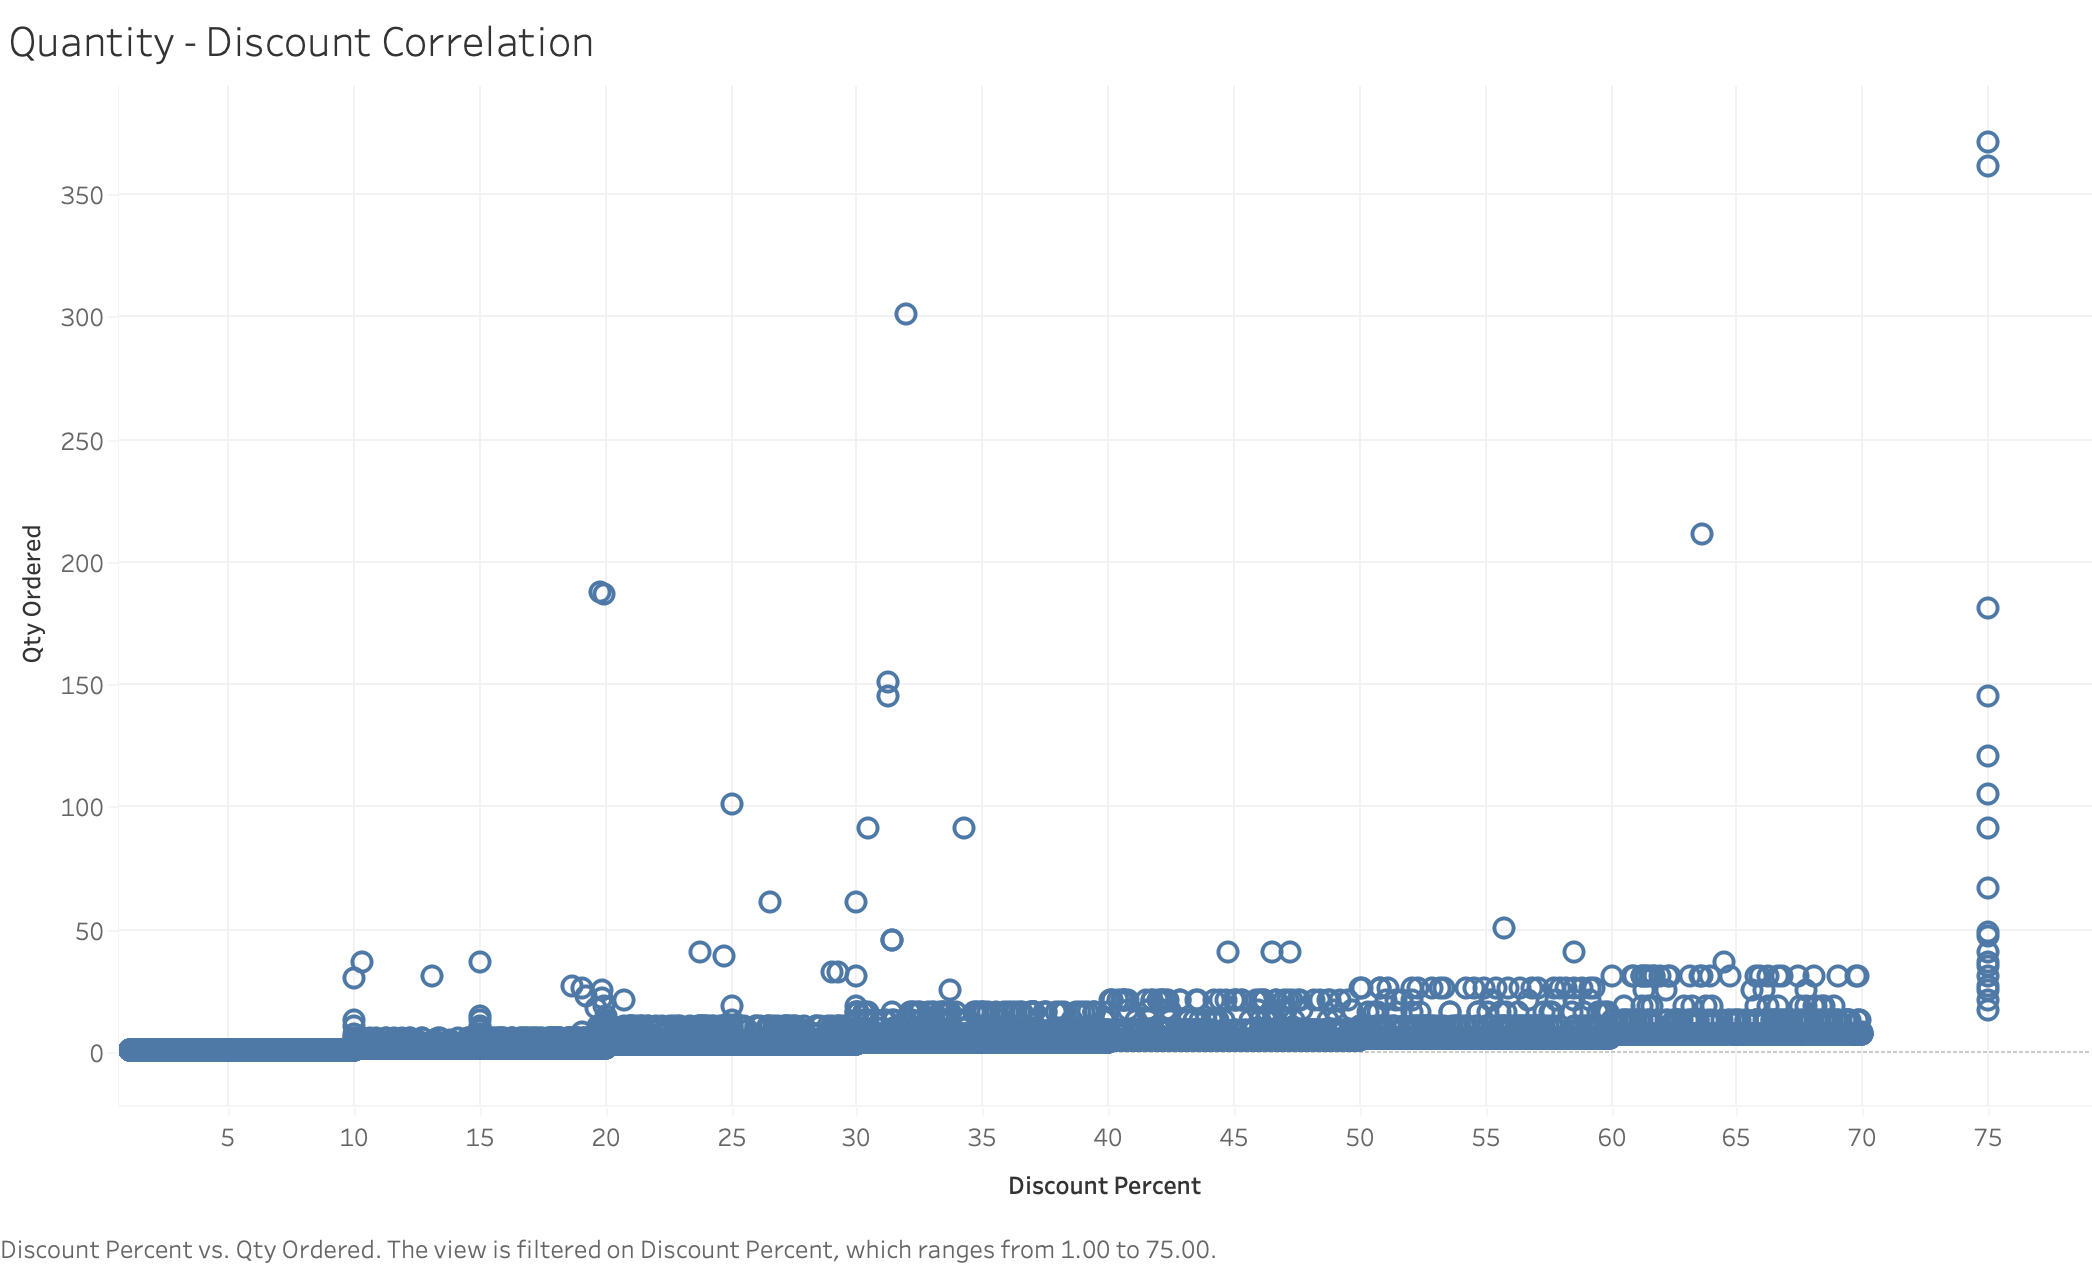 Quantity - Discount Correlation
350
300
250
200
150
100
50
0
Qty Ordered
5 10 15 20 25 30 35 40 45 50 55 60 65 70 75
Discount Percent
Discount Percent vs. Qty Ordered. The view is filtered on Discount Percent, which ranges from 1.00 to 75.00.